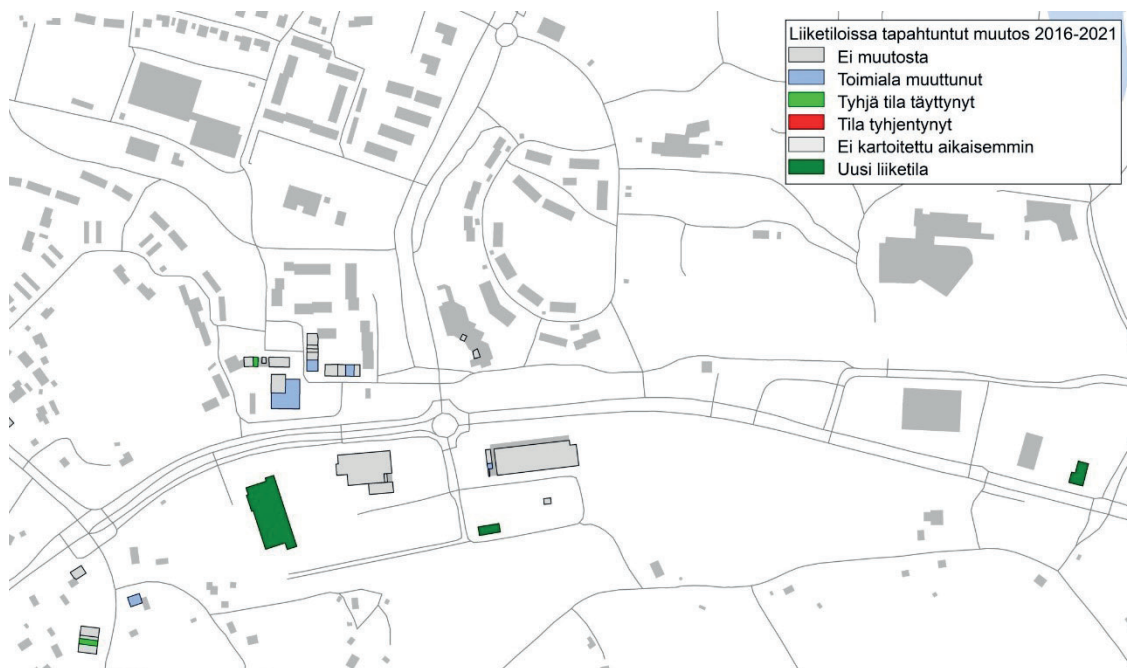 Liiketiloissa tapahtuntut muutos 2016-2021
Ei muutosta
Toimiala muuttunut
Tyhjä tila täyttynyt
Tila tyhjentynyt
Ei kartoitettu aikaisemmin
Uusi liiketila